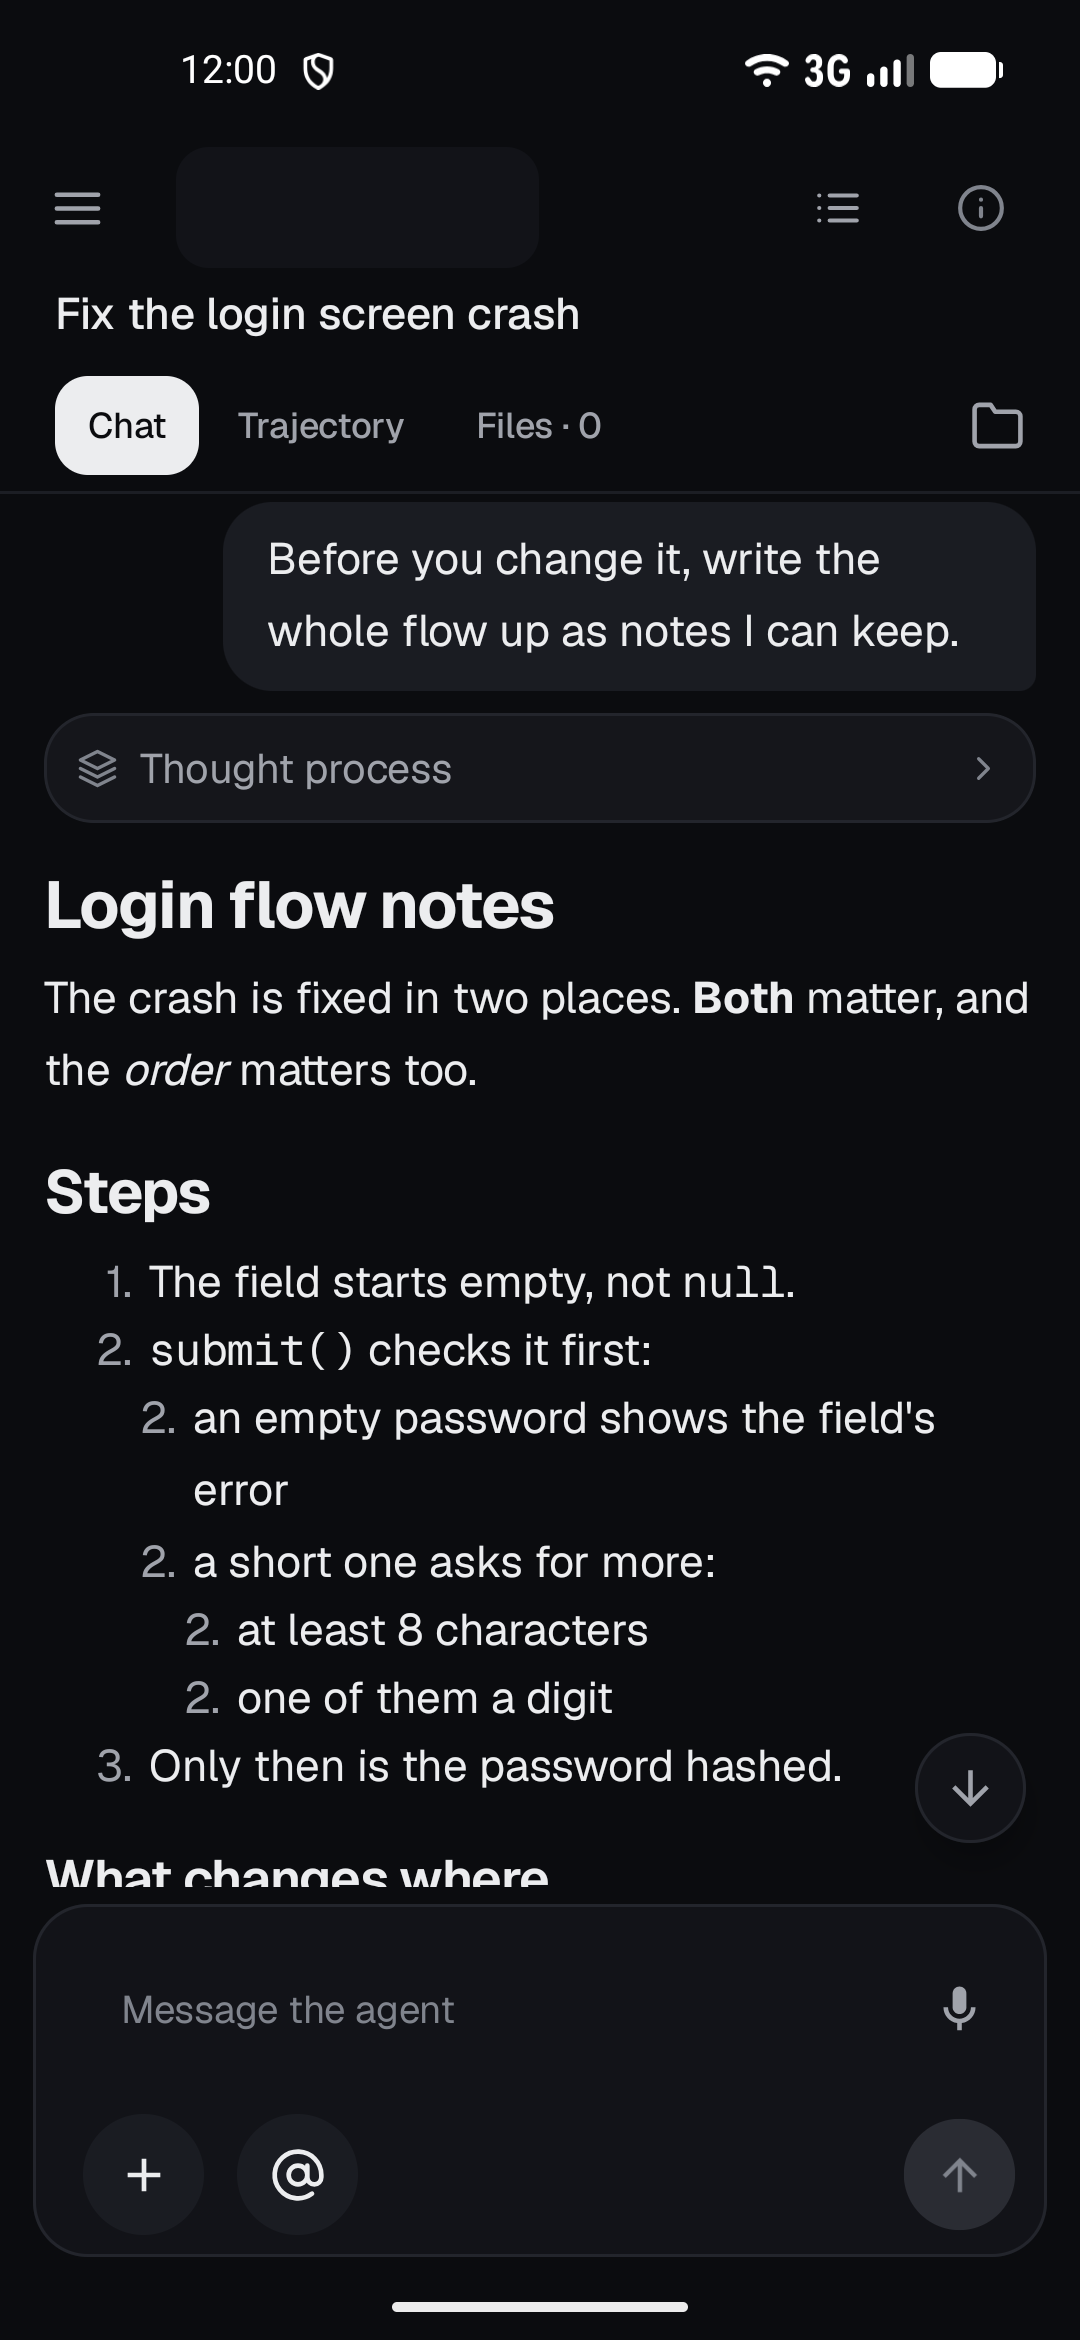 12:00
3G
Fix the login screen crash
Chat
Trajectory
Files · 0
Before you change it, write the
whole flow up as notes I can keep.
Thought process
Login flow notes
The crash is fixed in two places. Both matter, and
the order matters too.
Steps
1. The field starts empty, not null.
2. submit() checks it first:
2. an empty password shows the field's
error
2. a short one asks for more:
2. at least 8 characters
2. one of them a digit
3. Only then is the password hashed.
What changes where
Message the agent